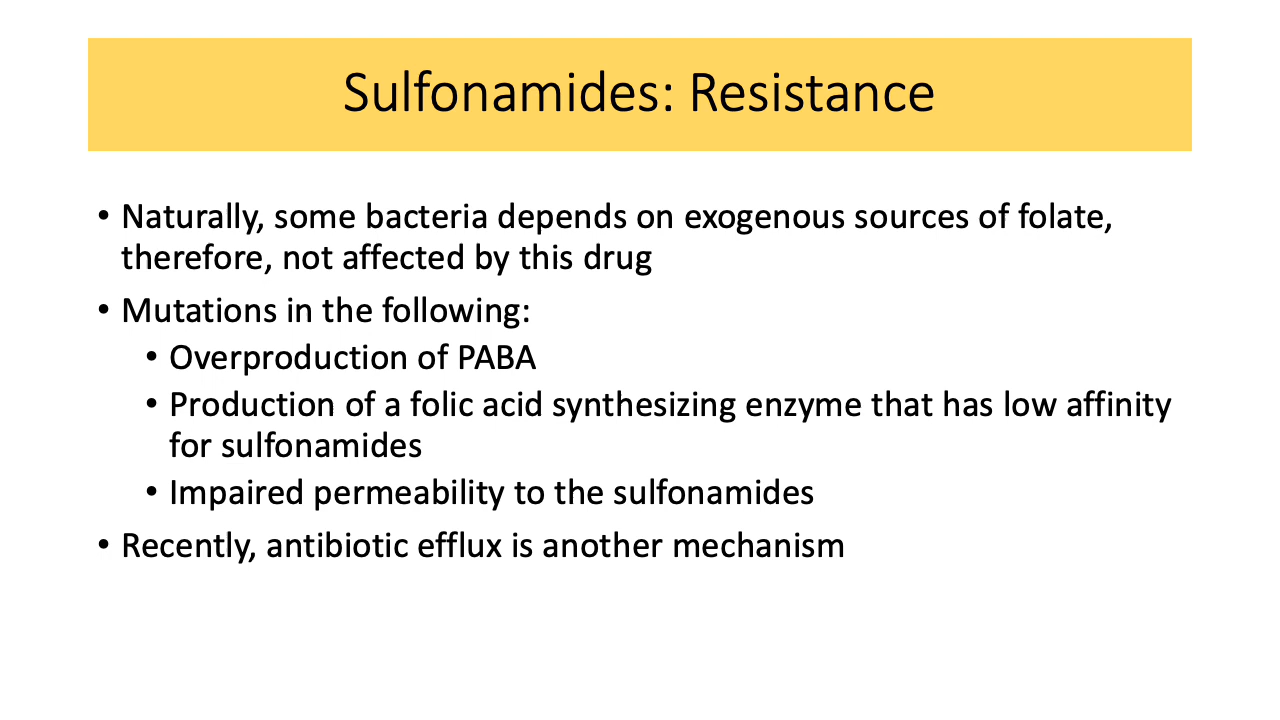 Sulfonamides: Resistance
• Naturally, some bacteria depends on exogenous sources of folate,
therefore, not affected by this drug
• Mutations in the following:
• Overproduction of PABA
• Production of a folic acid synthesizing enzyme that has low affinity
for sulfonamides
• Impaired permeability to the sulfonamides
• Recently, antibiotic efflux is another mechanism